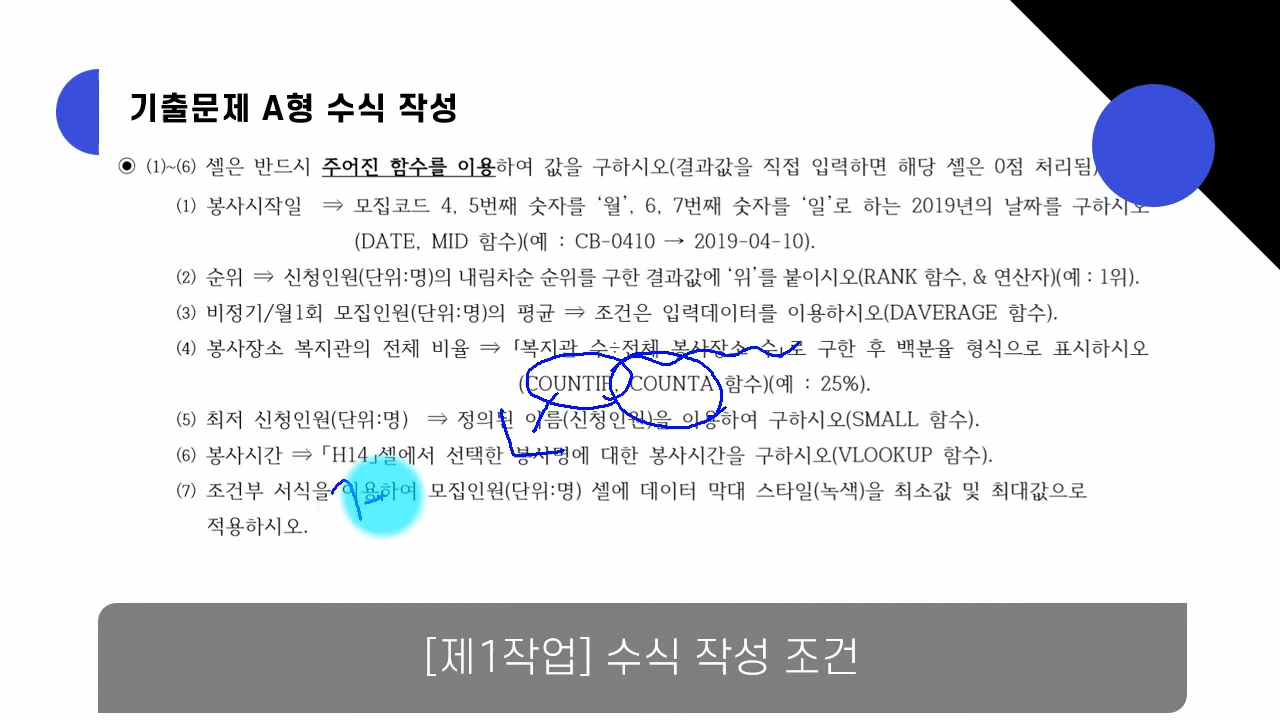 기출문제 A형 수식 작성
◉ (1)~(6) 셀은 반드시 주어진 함수를 이용하여 값을 구하시오(결과값을 직접 입력하면 해당 셀은 0점 처리됨)
(1) 봉사시작일 ⇒ 모집코드 4, 5번째 숫자를 ‘월’, 6, 7번째 숫자를 ‘일’로 하는 2019년의 날짜를 구하시오
(DATE, MID 함수)(예 : CB-0410 → 2019-04-10).
(2) 순위 ⇒ 신청인원(단위:명)의 내림차순 순위를 구한 결과값에 ‘위’를 붙이시오(RANK 함수, & 연산자)(예 : 1위).
(3) 비정기/월1회 모집인원(단위:명)의 평균 ⇒ 조건은 입력데이터를 이용하시오(DAVERAGE 함수).
(4) 봉사장소 복지관의 전체 비율 ⇒ 「복지관 수÷전체 봉사장소 수」로 구한 후 백분율 형식으로 표시하시오
(COUNTIF, COUNTA 함수)(예 : 25%).
(5) 최저 신청인원(단위:명) ⇒ 정의된 이름(신청인원)을 이용하여 구하시오(SMALL 함수).
(6) 봉사시간 ⇒ 「H14」셀에서 선택한 봉사명에 대한 봉사시간을 구하시오(VLOOKUP 함수).
(7) 조건부 서식을 이용하여 모집인원(단위:명) 셀에 데이터 막대 스타일(녹색)을 최소값 및 최대값으로
적용하시오.
[제1작업] 수식 작성 조건